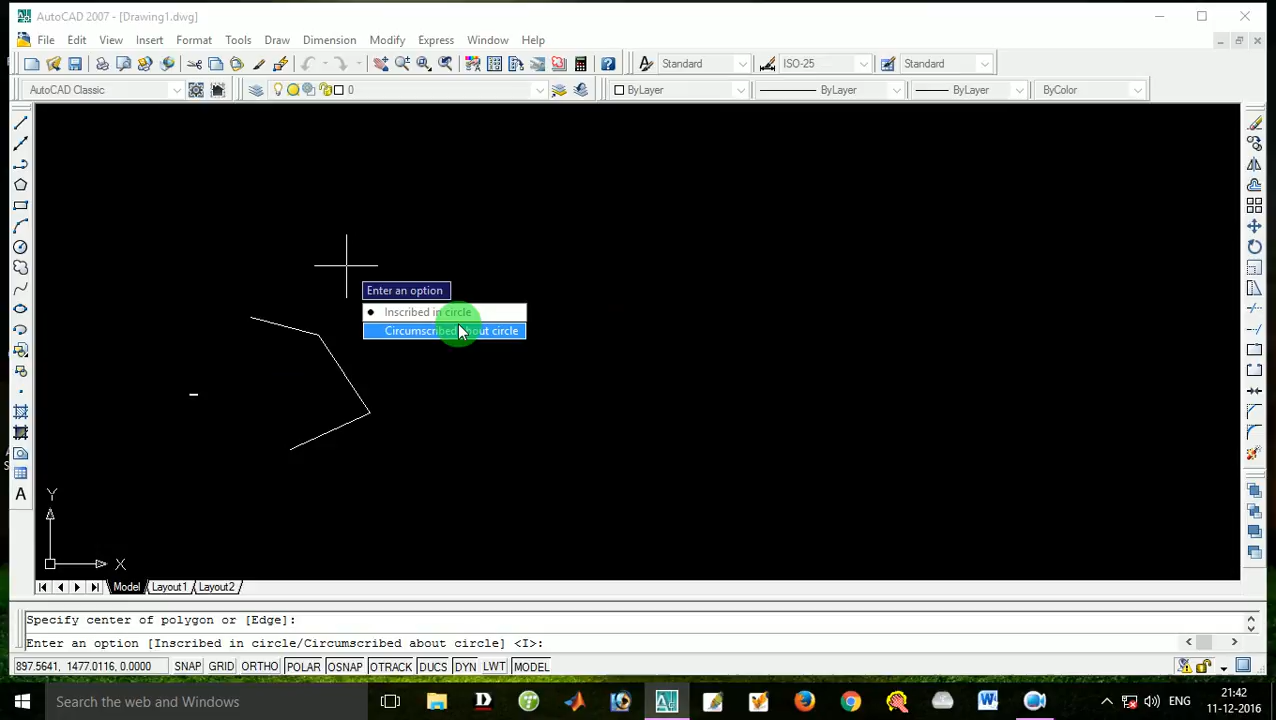 AutoCAD 2007 - [Drawing1.dwg]
File Edit View Insert Format Tools Draw Dimension Modify Express Window Help
Standard ISO-25 Standard
AutoCAD Classic 0 ByLayer ByLayer ByLayer ByColor
Enter an option
Inscribed in circle
Circumscribed about circle
A
Y
X
Model Layout1 Layout2
Specify center of polygon or [Edge]:
Enter an option [Inscribed in circle/Circumscribed about circle] <I>:
897.5641, 1477.0116, 0.0000 SNAP GRID ORTHO POLAR OSNAP OTRACK DUCS DYN LWT MODEL
Search the web and Windows ENG 21:42
11-12-2016